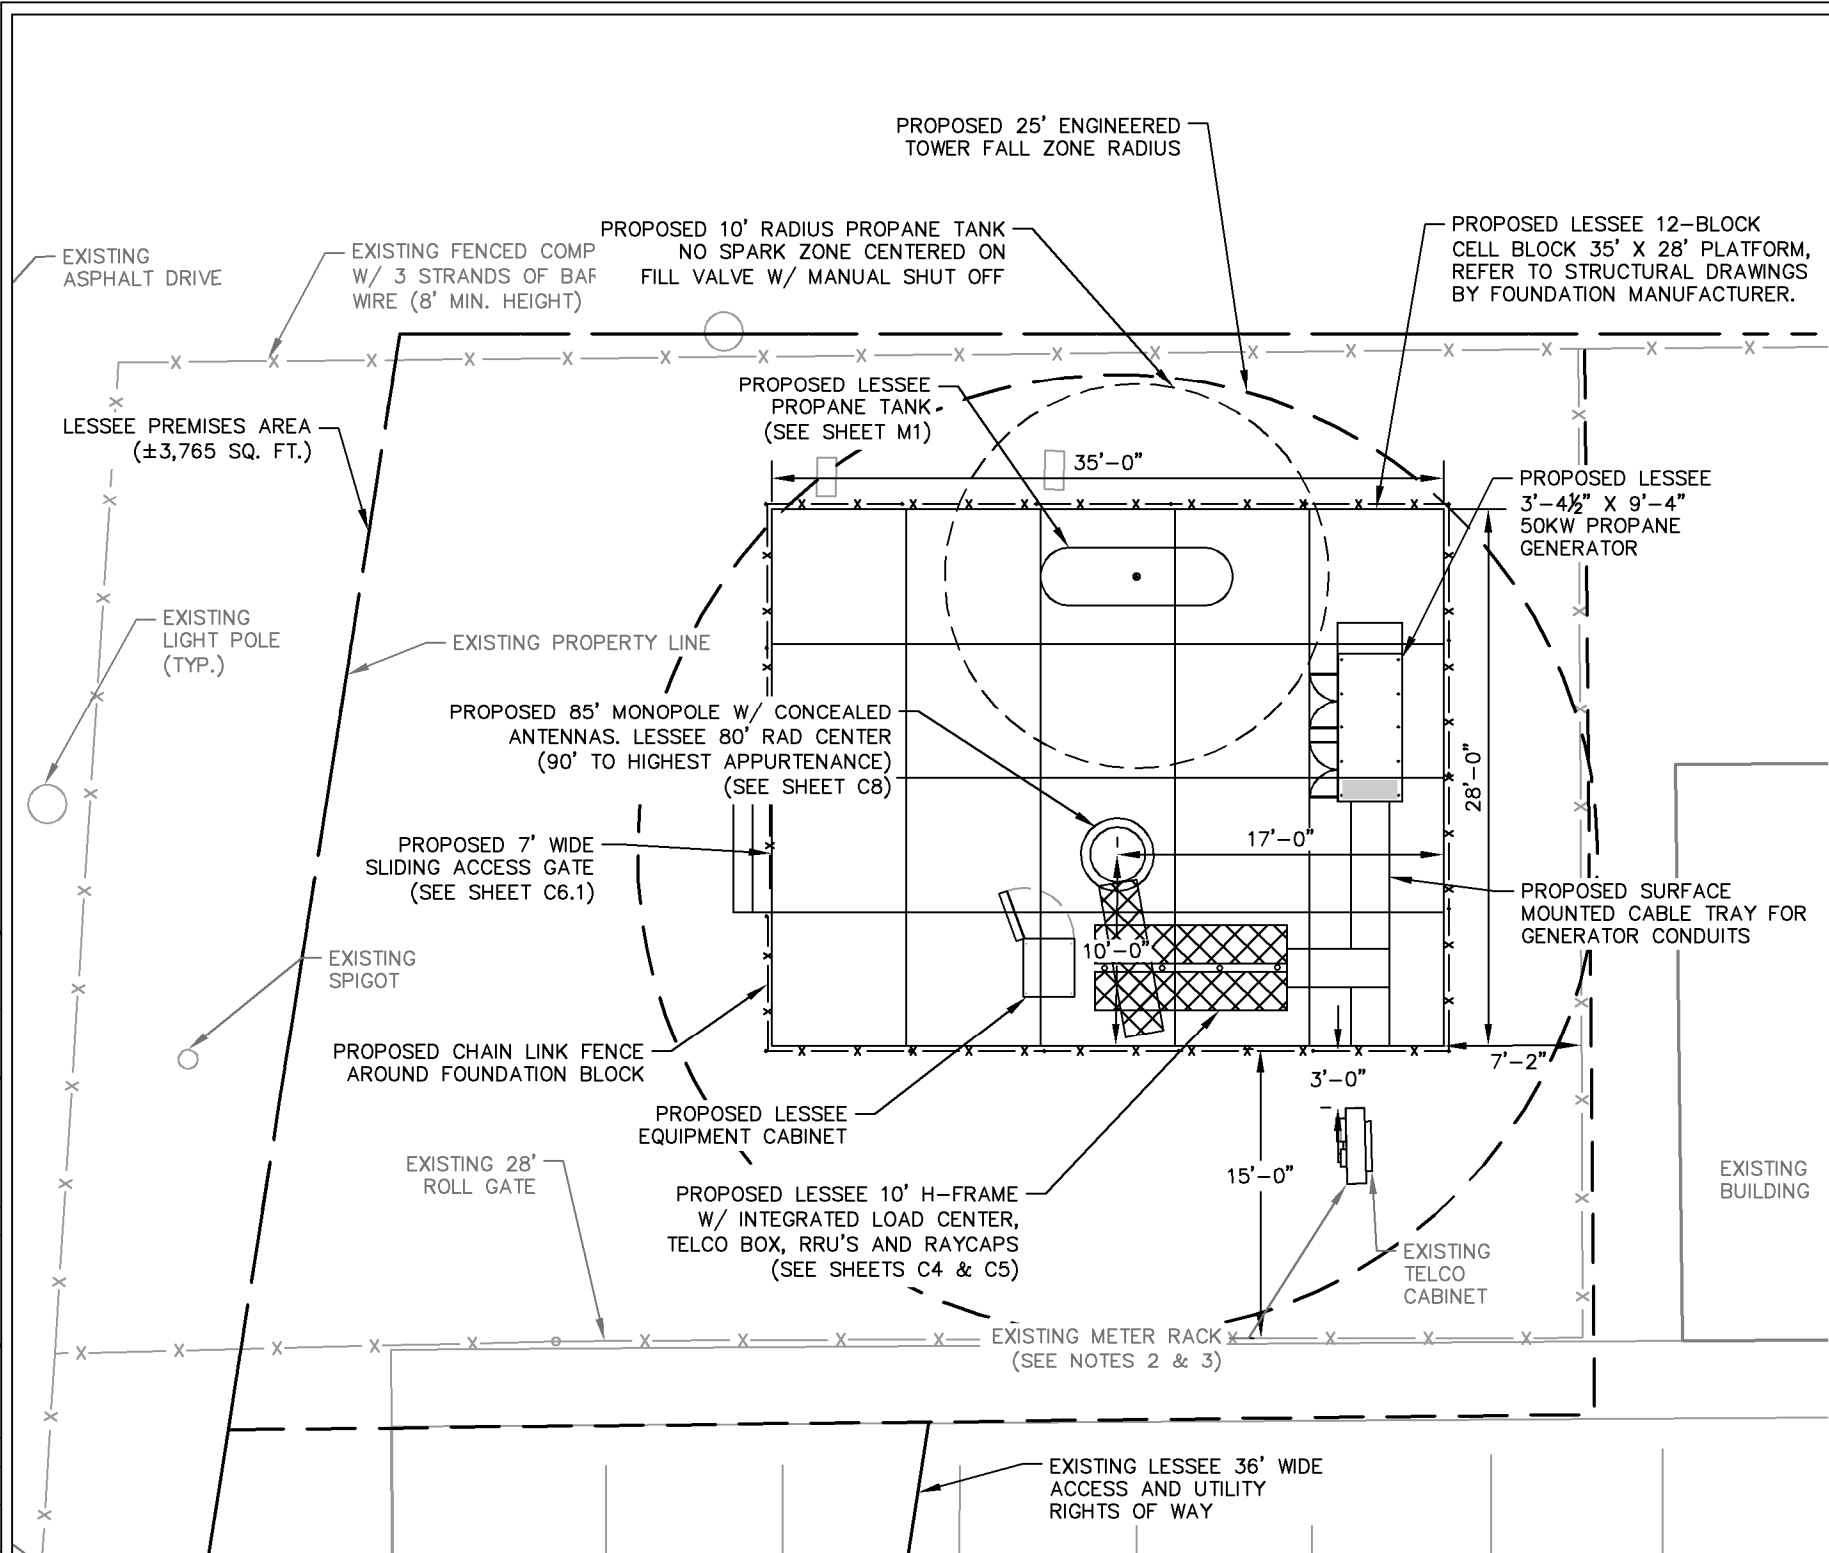 PROPOSED 25' ENGINEERED
TOWER FALL ZONE RADIUS
PROPOSED 10' RADIUS PROPANE TANK
NO SPARK ZONE CENTERED ON
FILL VALVE W/ MANUAL SHUT OFF
PROPOSED LESSEE 12-BLOCK
CELL BLOCK 35' X 28' PLATFORM,
REFER TO STRUCTURAL DRAWINGS
BY FOUNDATION MANUFACTURER.
EXISTING
ASPHALT DRIVE
EXISTING FENCED COMP
W/ 3 STRANDS OF BAR
WIRE (8' MIN. HEIGHT)
PROPOSED LESSEE
PROPANE TANK
(SEE SHEET M1)
LESSEE PREMISES AREA
(±3,765 SQ. FT.)
35'-0"
PROPOSED LESSEE
3'-4½" X 9'-4"
50KW PROPANE
GENERATOR
EXISTING
LIGHT POLE
(TYP.)
EXISTING PROPERTY LINE
PROPOSED 85' MONOPOLE W/ CONCEALED
ANTENNAS. LESSEE 80' RAD CENTER
(90' TO HIGHEST APPURTENANCE)
(SEE SHEET C8)
28'-0"
17'-0"
PROPOSED 7' WIDE
SLIDING ACCESS GATE
(SEE SHEET C6.1)
PROPOSED SURFACE
MOUNTED CABLE TRAY FOR
GENERATOR CONDUITS
10'-0"
EXISTING
SPIGOT
PROPOSED CHAIN LINK FENCE
AROUND FOUNDATION BLOCK
7'-2"
3'-0"
PROPOSED LESSEE
EQUIPMENT CABINET
EXISTING 28'
ROLL GATE
15'-0"
EXISTING
BUILDING
PROPOSED LESSEE 10' H-FRAME
W/ INTEGRATED LOAD CENTER,
TELCO BOX, RRU'S AND RAYCAPS
(SEE SHEETS C4 & C5)
EXISTING
TELCO
CABINET
EXISTING METER RACK
(SEE NOTES 2 & 3)
EXISTING LESSEE 36' WIDE
ACCESS AND UTILITY
RIGHTS OF WAY